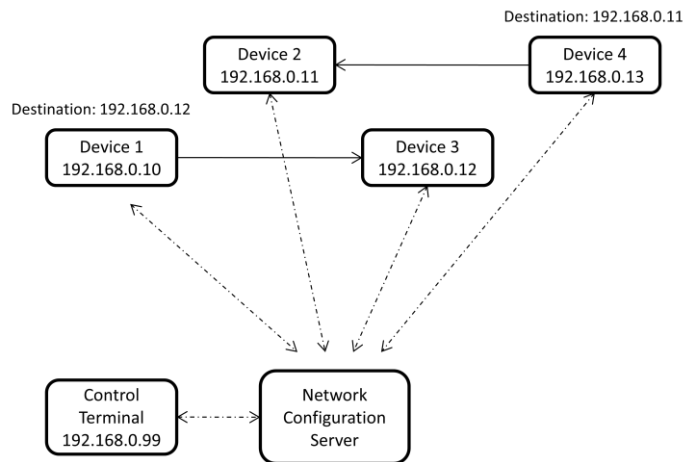 Destination: 192.168.0.11
Device 2
192.168.0.11
Device 4
192.168.0.13
Destination: 192.168.0.12
Device 1
192.168.0.10
Device 3
192.168.0.12
Control
Terminal
192.168.0.99
Network
Configuration
Server